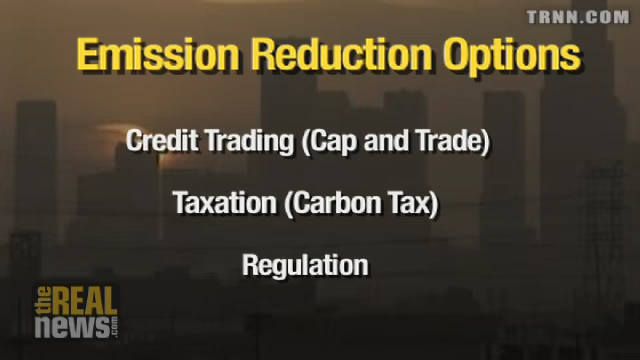 TRNN.COM
Emission Reduction Options
Credit Trading (Cap and Trade)
Taxation (Carbon Tax)
Regulation
the REAL
news.com